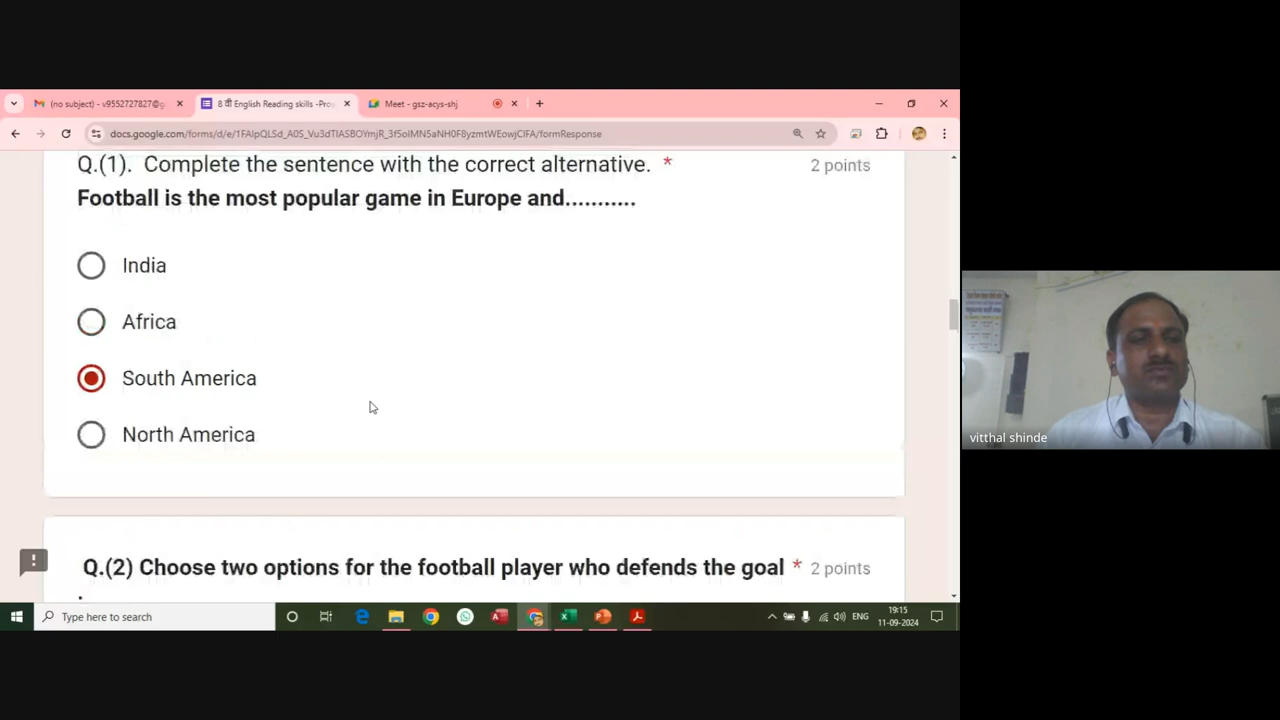 (no subject) - v9552727827@g
8 वी English Reading skills -Pro
Meet - gsz-acys-shj
docs.google.com/forms/d/e/1FAIpQLSd_A0S_Vu3dTIASBOYmjR_3f5olMN5aNH0F8yzmtWEowjClFA/formResponse
Q.(1). Complete the sentence with the correct alternative. *
2 points
Football is the most popular game in Europe and...........
India
Africa
South America
North America
Q.(2) Choose two options for the football player who defends the goal *
2 points
.
Type here to search
ENG
19:15
11-09-2024
vitthal shinde